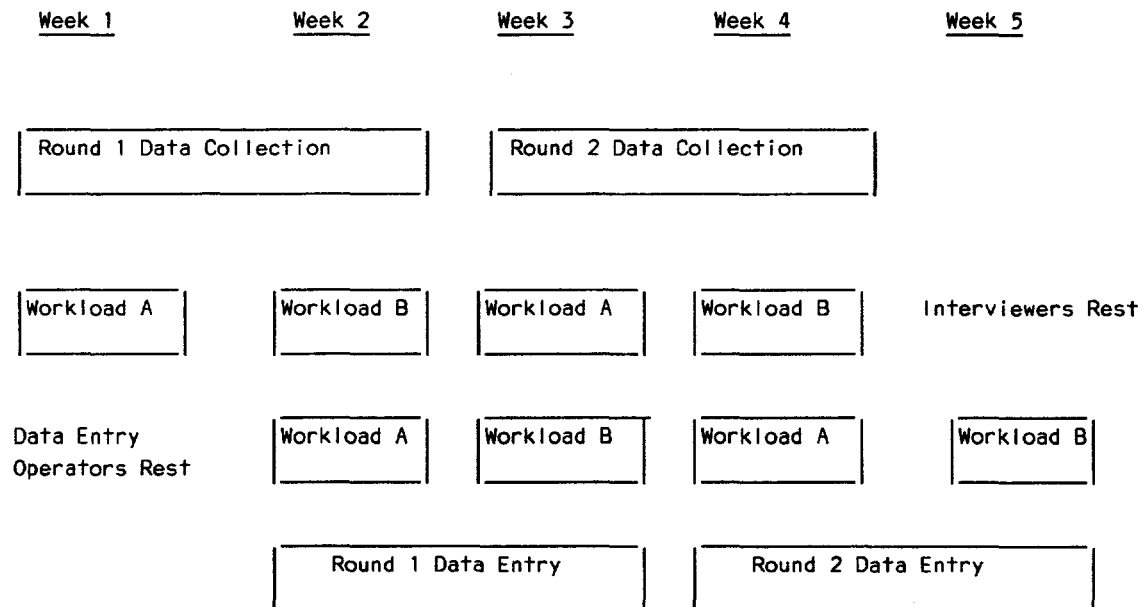 Week 1 Week 2 Week 3 Week 4 Week 5
Round 1 Data Collection Round 2 Data Collection
Workload A Workload B Workload A Workload B Interviewers Rest
Data Entry Workload A Workload B Workload A Workload B
Operators Rest
Round 1 Data Entry Round 2 Data Entry